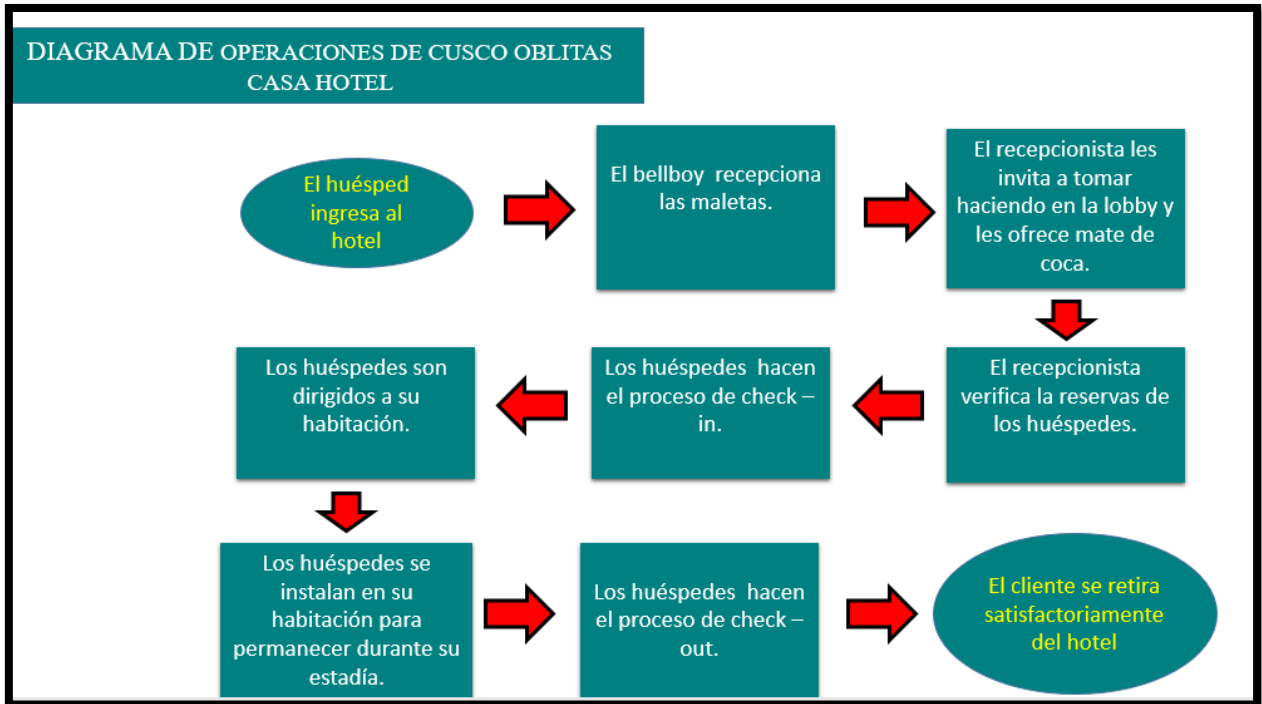 DIAGRAMA DE OPERACIONES DE CUSCO OBLITAS
CASA HOTEL
El huésped
ingresa al
hotel
El bellboy recepciona
las maletas.
El recepcionista les
invita a tomar
haciendo en la lobby y
les ofrece mate de
coca.
El recepcionista
verifica la reservas de
los huéspedes.
Los huéspedes hacen
el proceso de check –
in.
Los huéspedes son
dirigidos a su
habitación.
Los huéspedes se
instalan en su
habitación para
permanecer durante su
estadía.
Los huéspedes hacen
el proceso de check –
out.
El cliente se retira
satisfactoriamente
del hotel